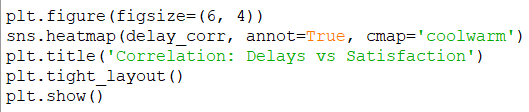 plt.figure(figsize=(6, 4))
sns.heatmap(delay_corr, annot=True, cmap='coolwarm')
plt.title('Correlation: Delays vs Satisfaction')
plt.tight_layout()
plt.show()